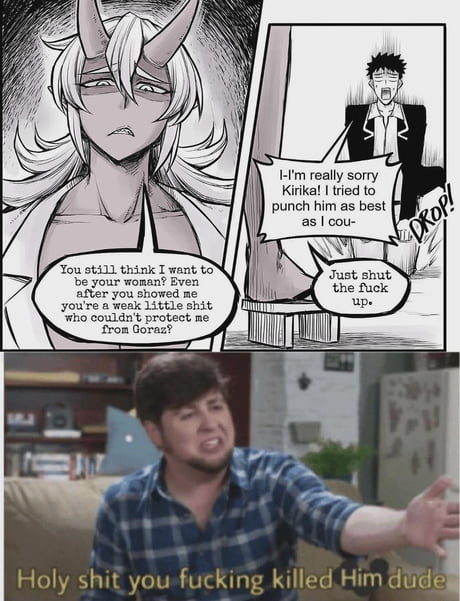 You still think I want to
be your woman? Even
after you showed me
you're a weak little shit
who couldn't protect me
from Goraz?
I-I'm really sorry
Kirika! I tried to
punch him as best
as I cou-
DROP!
Just shut
the fuck
up.
Holy shit you fucking killed Him dude